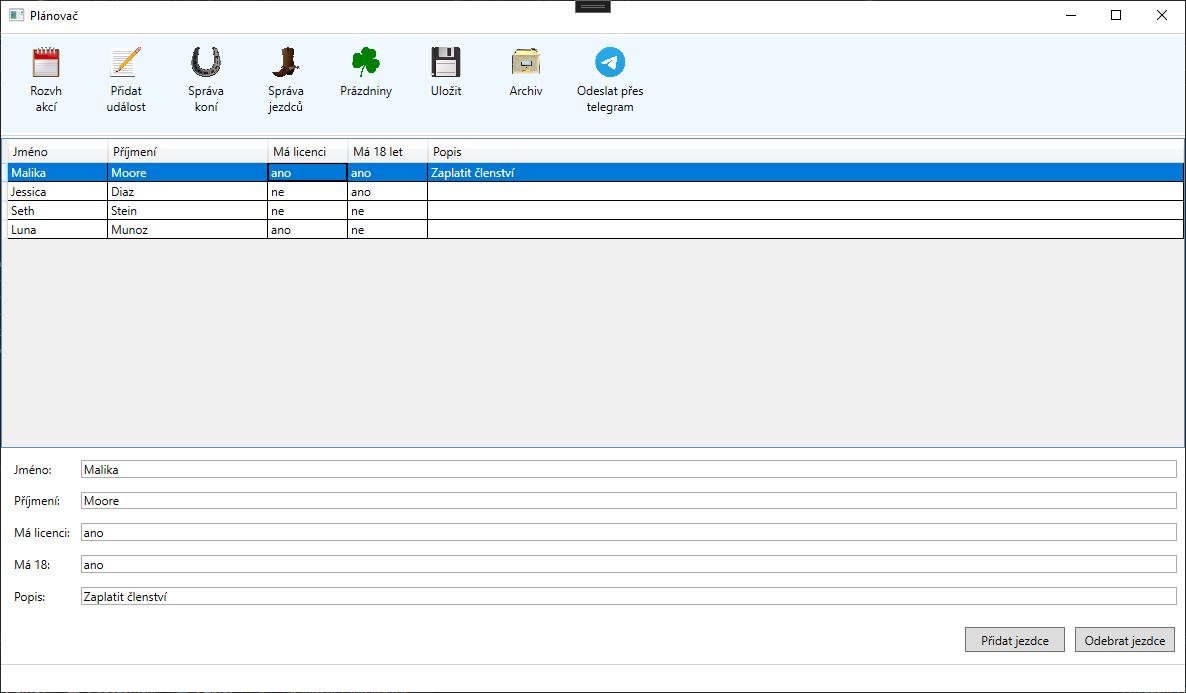 Plánovač
Rozvh akcí
Přidat událost
Správa koní
Správa jezdců
Prázdniny
Uložit
Archiv
Odeslat přes telegram
Jméno Příjmení Má licenci Má 18 let Popis
Malika Moore ano ano Zaplatit členství
Jessica Diaz ne ano
Seth Stein ne ne
Luna Munoz ano ne
Jméno: Malika
Příjmení: Moore
Má licenci: ano
Má 18: ano
Popis: Zaplatit členství
Přidat jezdce Odebrat jezdce